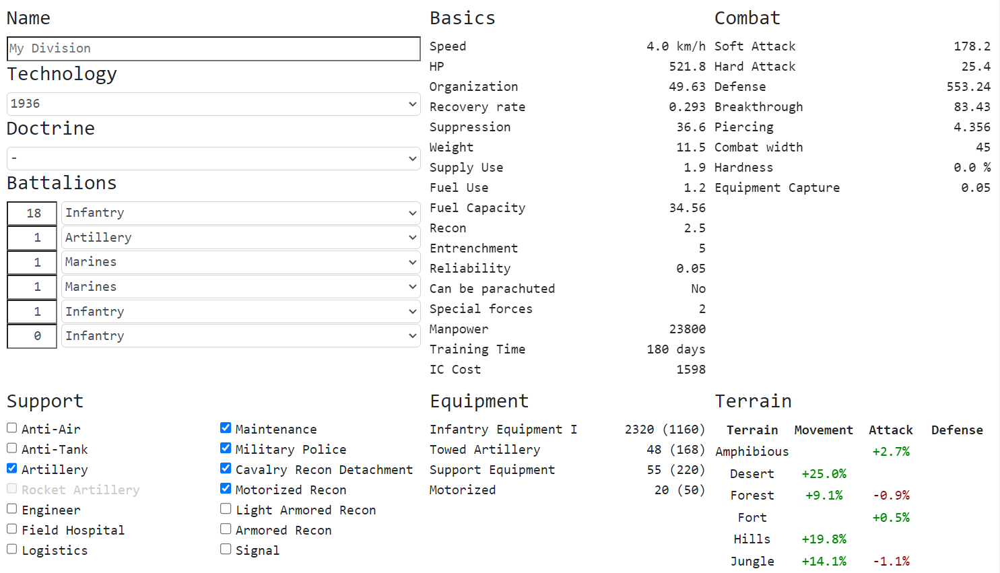 Name
My Division
Technology
1936
Doctrine
-
Battalions
18 Infantry
1 Artillery
1 Marines
1 Marines
1 Infantry
0 Infantry
Basics
Speed 4.0 km/h
HP 521.8
Organization 49.63
Recovery rate 0.293
Suppression 36.6
Weight 11.5
Supply Use 1.9
Fuel Use 1.2
Fuel Capacity 34.56
Recon 2.5
Entrenchment 5
Reliability 0.05
Can be parachuted No
Special forces 2
Manpower 23800
Training Time 180 days
IC Cost 1598
Combat
Soft Attack 178.2
Hard Attack 25.4
Defense 553.24
Breakthrough 83.43
Piercing 4.356
Combat width 45
Hardness 0.0 %
Equipment Capture 0.05
Support
Anti-Air
Anti-Tank
Artillery
Rocket Artillery
Engineer
Field Hospital
Logistics
Maintenance
Military Police
Cavalry Recon Detachment
Motorized Recon
Light Armored Recon
Armored Recon
Signal
Equipment
Infantry Equipment I 2320 (1160)
Towed Artillery 48 (168)
Support Equipment 55 (220)
Motorized 20 (50)
Terrain
Terrain Movement Attack Defense
Amphibious +2.7%
Desert +25.0%
Forest +9.1% -0.9%
Fort +0.5%
Hills +19.8%
Jungle +14.1% -1.1%